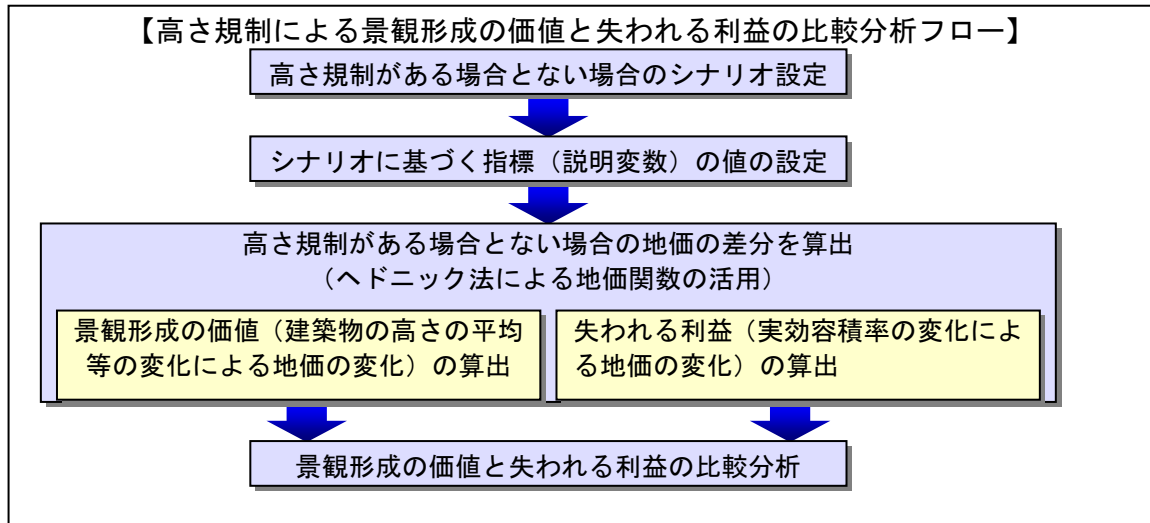 【高さ規制による景観形成の価値と失われる利益の比較分析フロー】
高さ規制がある場合とない場合のシナリオ設定
シナリオに基づく指標（説明変数）の値の設定
高さ規制がある場合とない場合の地価の差分を算出
（ヘドニック法による地価関数の活用）
景観形成の価値（建築物の高さの平均
等の変化による地価の変化）の算出
失われる利益（実効容積率の変化によ
る地価の変化）の算出
景観形成の価値と失われる利益の比較分析